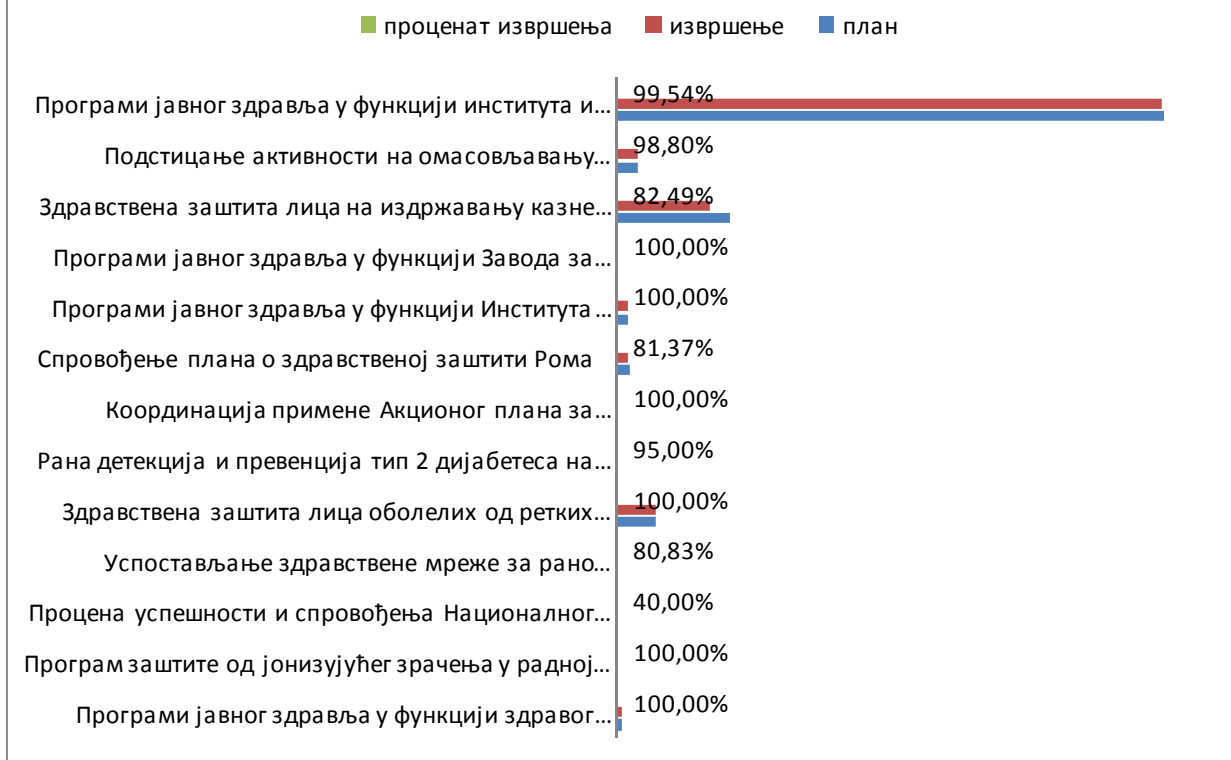 проценат извршења извршење план
Програми јавног здравља у функцији института и... 99,54%
Подстицање активности на омасовљавању... 98,80%
Здравствена заштита лица на издржавању казне... 82,49%
Програми јавног здравља у функцији Завода за... 100,00%
Програми јавног здравља у функцији Института ... 100,00%
Спровођење плана о здравственој заштити Рома 81,37%
Координација примене Акционог плана за... 100,00%
Рана детекција и превенција тип 2 дијабетеса на... 95,00%
Здравствена заштита лица оболелих од ретких... 100,00%
Успостављање здравствене мреже за рано... 80,83%
Процена успешности и спровођења Националног... 40,00%
Програм заштите од јонизујућег зрачења у радној... 100,00%
Програми јавног здравља у функцији здравог... 100,00%